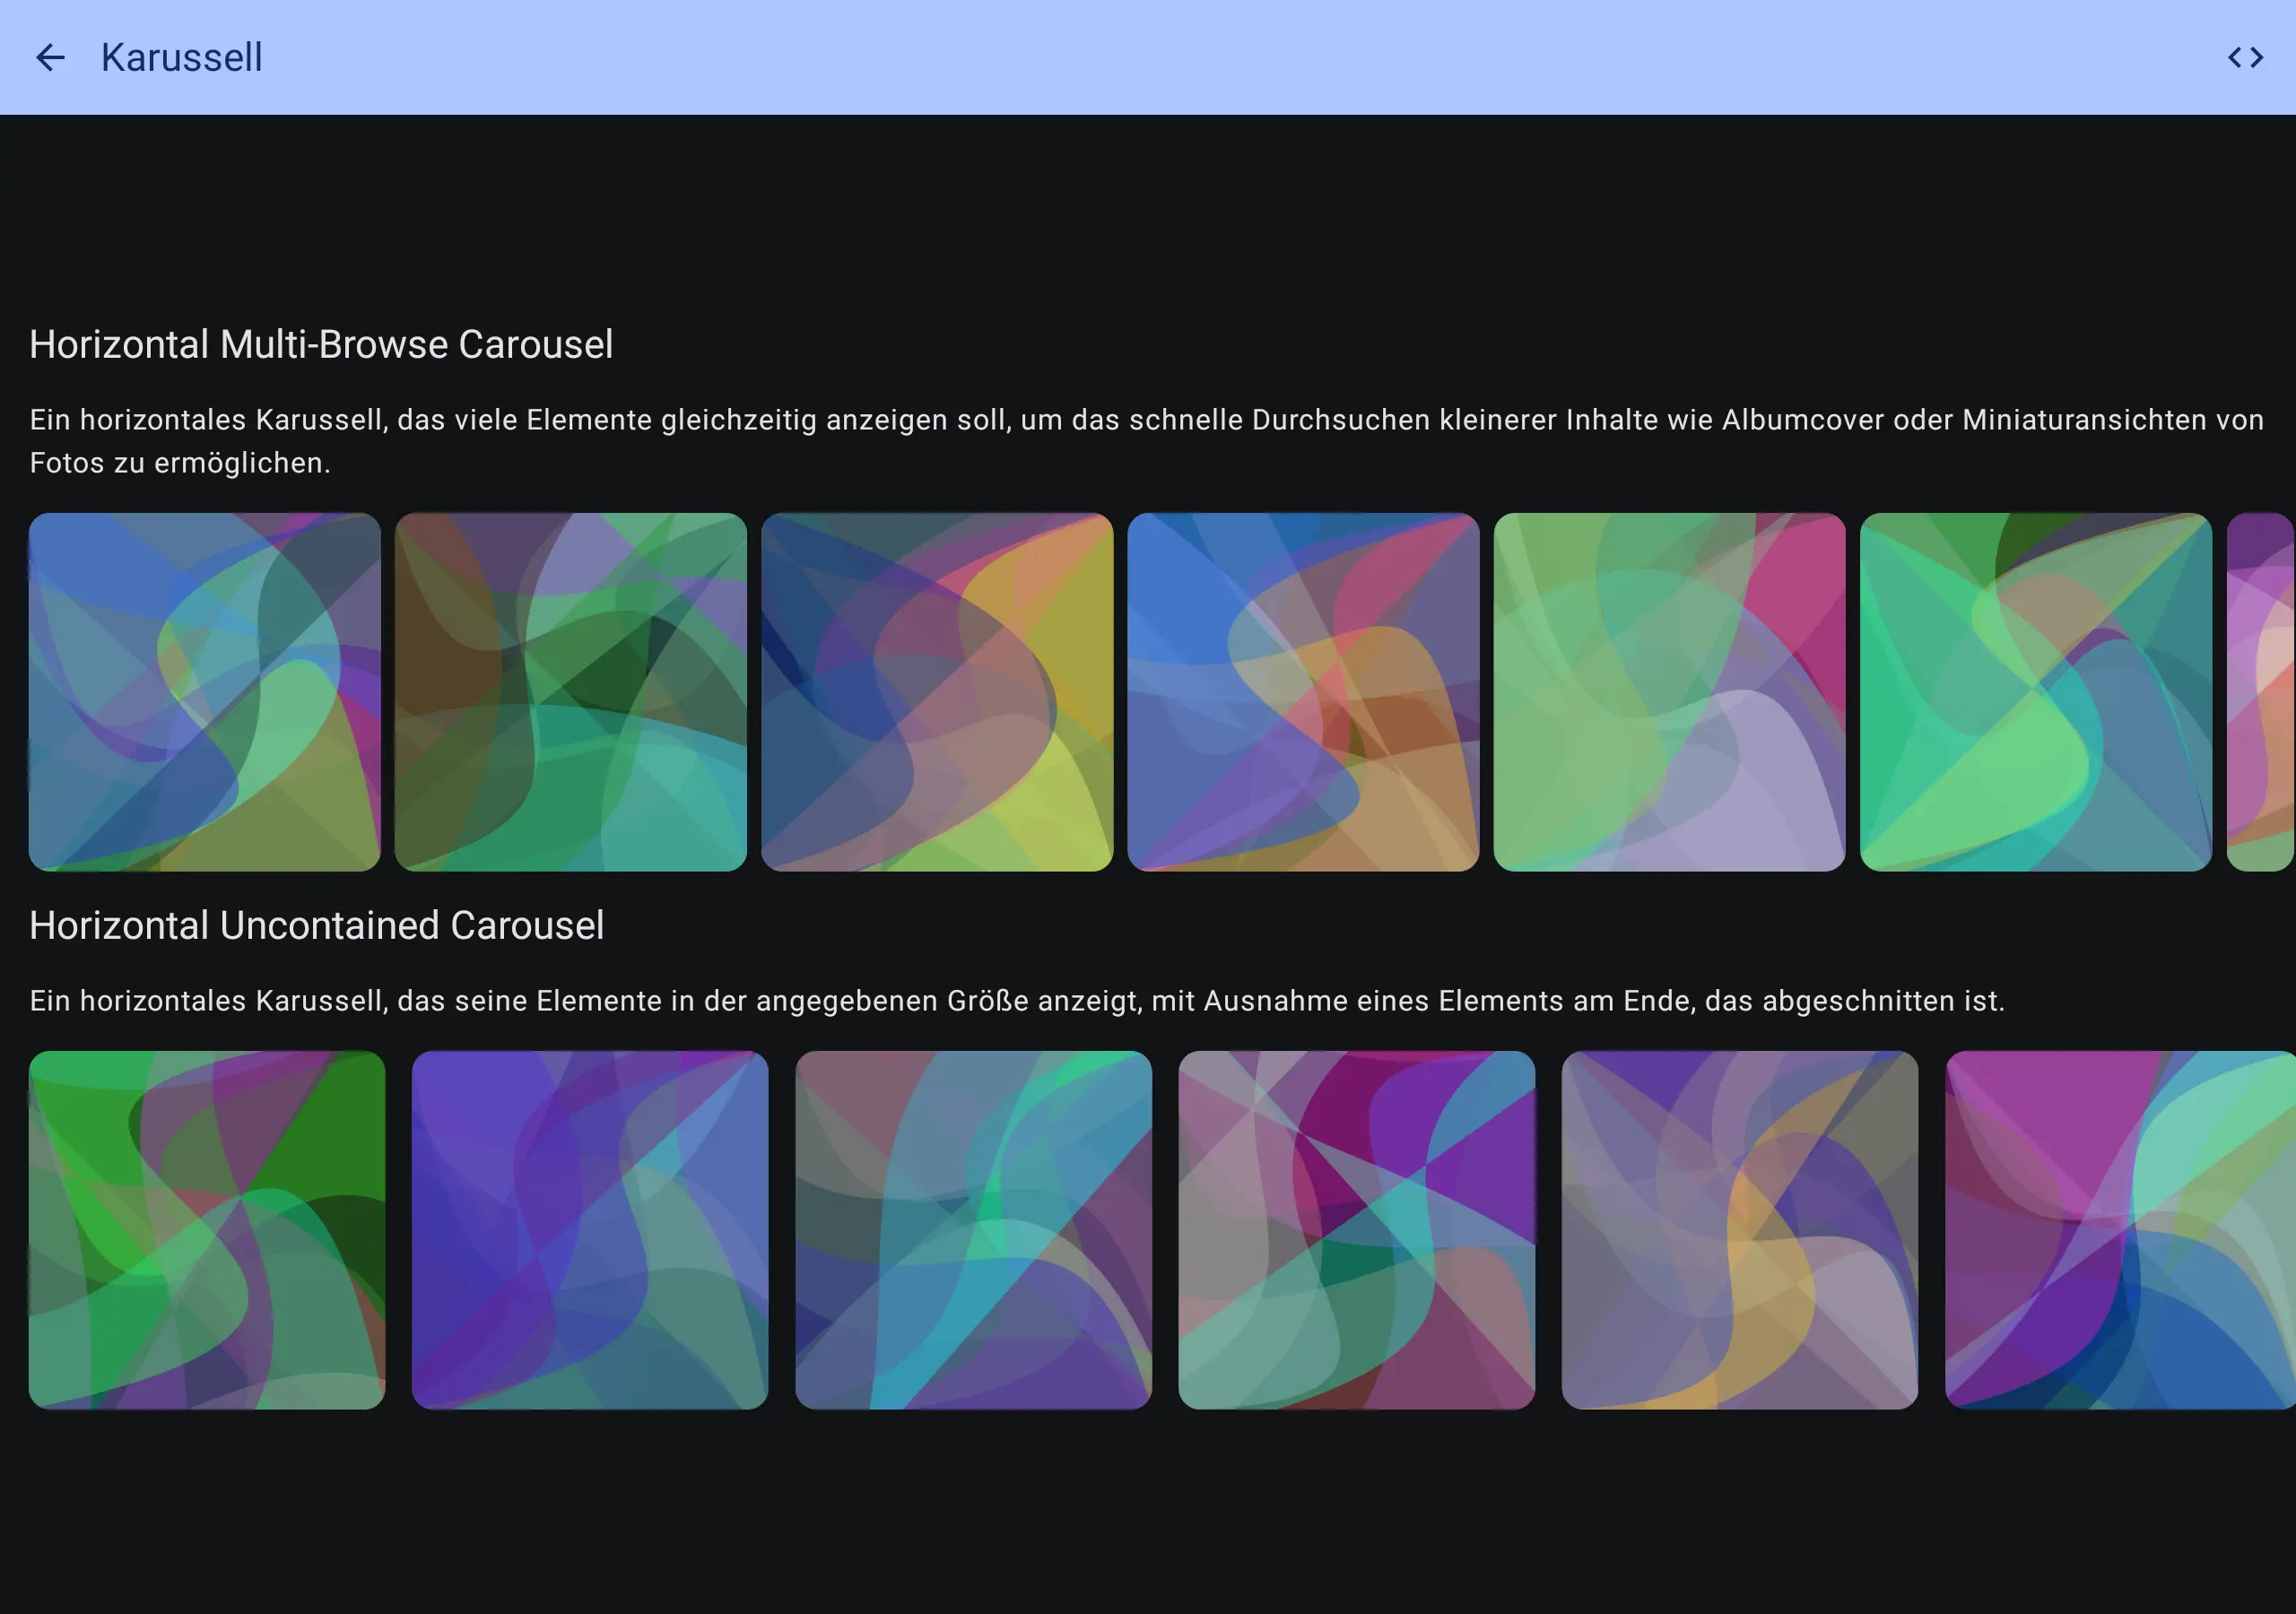 Karussell
Horizontal Multi-Browse Carousel
Ein horizontales Karussell, das viele Elemente gleichzeitig anzeigen soll, um das schnelle Durchsuchen kleinerer Inhalte wie Albumcover oder Miniaturansichten von
Fotos zu ermöglichen.
Horizontal Uncontained Carousel
Ein horizontales Karussell, das seine Elemente in der angegebenen Größe anzeigt, mit Ausnahme eines Elements am Ende, das abgeschnitten ist.